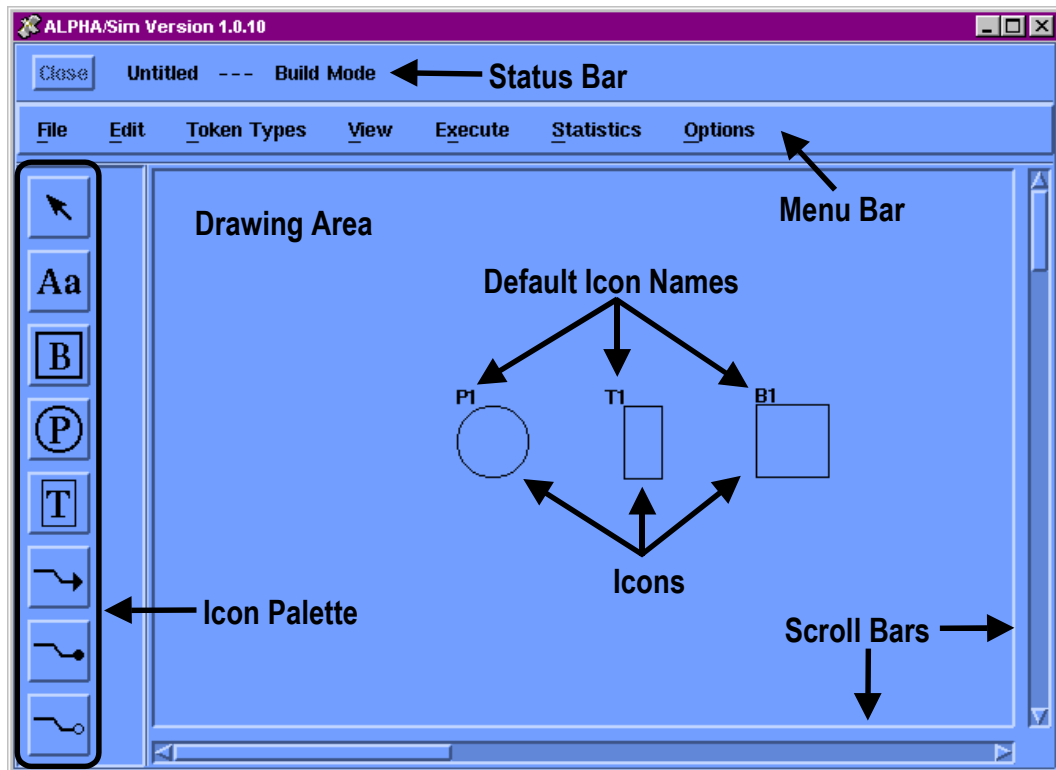 ALPHA/Sim Version 1.0.10
Close Untitled --- Build Mode Status Bar
File Edit Token Types View Execute Statistics Options
Menu Bar
Drawing Area
Aa
Default Icon Names
B
P1 T1 B1
P
T
Icons
Icon Palette
Scroll Bars